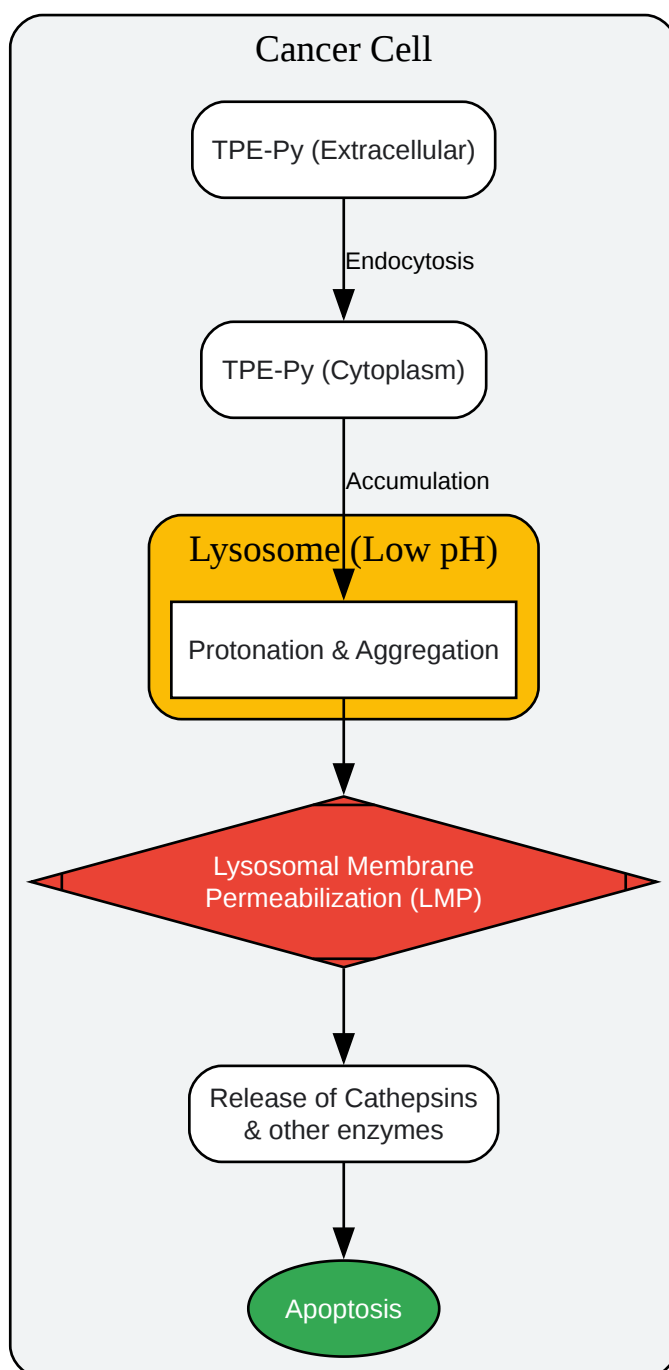 Cancer Cell
TPE-Py (Extracellular)
Endocytosis
TPE-Py (Cytoplasm)
Accumulation
Lysosome (Low pH)
Protonation & Aggregation
Lysosomal Membrane
Permeabilization (LMP)
Release of Cathepsins
& other enzymes
Apoptosis